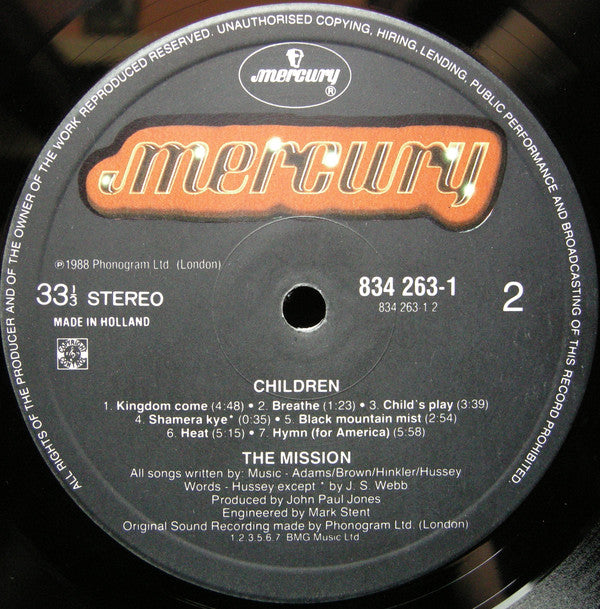 ALL RIGHTS OF THE PRODUCER AND OF THE OWNER OF THE WORK REPRODUCED RESERVED. UNAUTHORISED COPYING, HIRING, LENDING, PUBLIC PERFORMANCE AND BROADCASTING OF THIS RECORD PROHIBITED.
mercury
®
mercury
℗ 1988 Phonogram Ltd. (London)
33⅓ STEREO
MADE IN HOLLAND
834 263-1
834 263-1 2
2
CHILDREN
1. Kingdom come (4:48) • 2. Breathe (1:23) • 3. Child's play (3:39)
4. Shamera kye* (0:35) • 5. Black mountain mist (2:54)
6. Heat (5:15) • 7. Hymn (for America) (5:58)
THE MISSION
All songs written by: Music - Adams/Brown/Hinkler/Hussey
Words - Hussey except * by J. S. Webb
Produced by John Paul Jones
Engineered by Mark Stent
Original Sound Recording made by Phonogram Ltd. (London)
1.2.3.5.6.7 BMG Music Ltd